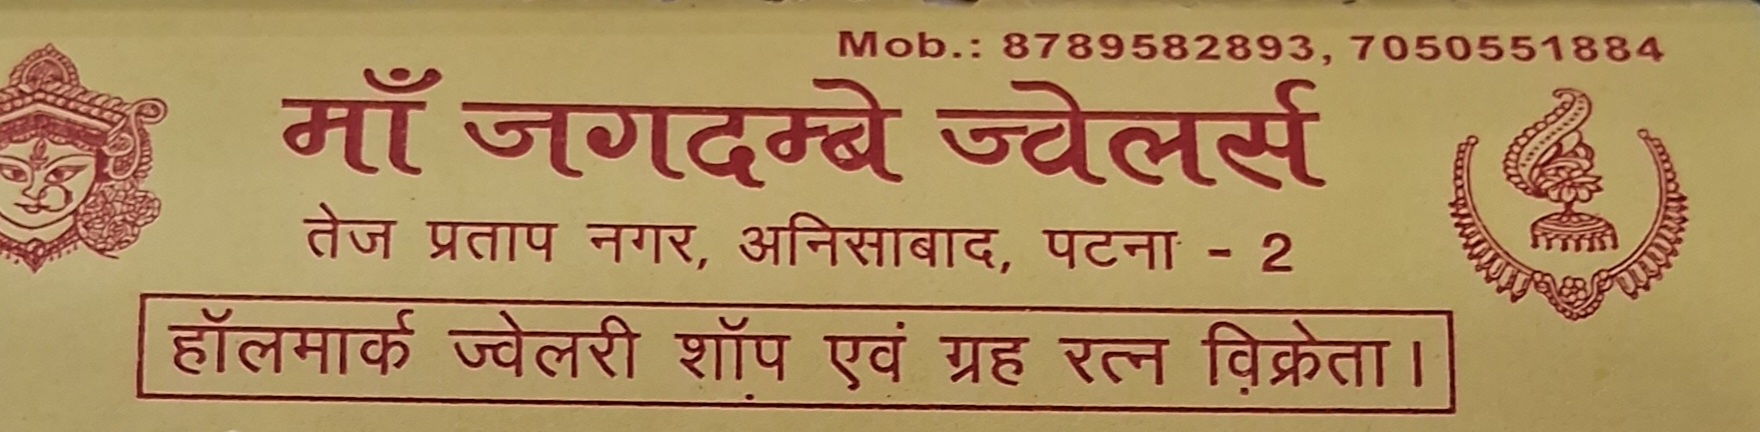 Mob.: 8789582893, 7050551884
माँ जगदम्बे ज्वेलर्स
तेज प्रताप नगर, अनिसाबाद, पटना - 2
हॉलमार्क ज्वेलरी शॉप एवं ग्रह रत्न विक्रेता।